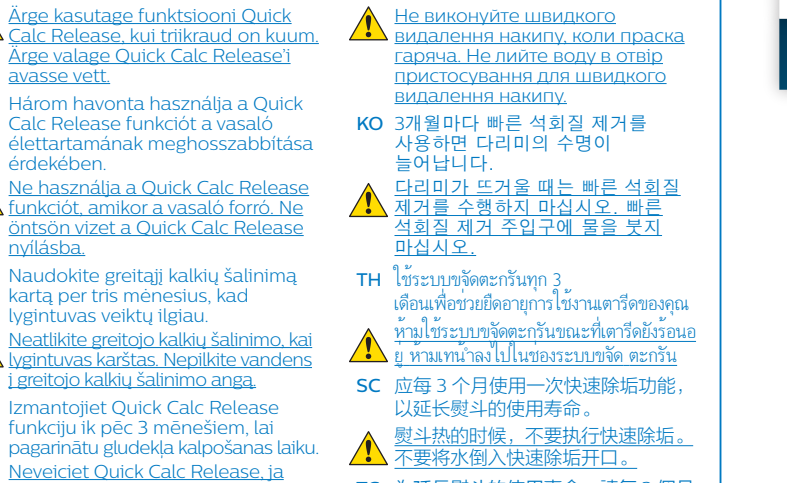 Ärge kasutage funktsiooni Quick
Calc Release, kui triikraud on kuum.
Ärge valage Quick Calc Release'i
avasse vett.
Három havonta használja a Quick
Calc Release funkciót a vasaló
élettartamának meghosszabbítása
érdekében.
Ne használja a Quick Calc Release
funkciót, amikor a vasaló forró. Ne
öntsön vizet a Quick Calc Release
nyílásba.
Naudokite greitąjį kalkių šalinimą
kartą per tris mėnesius, kad
lygintuvas veiktų ilgiau.
Neatlikite greitojo kalkių šalinimo, kai
lygintuvas karštas. Nepilkite vandens
į greitojo kalkių šalinimo angą.
Izmantojiet Quick Calc Release
funkciju ik pēc 3 mēnešiem, lai
pagarinātu gludekļa kalpošanas laiku.
Neveiciet Quick Calc Release, ja
Не виконуйте швидкого
видалення накипу, коли праска
гаряча. Не лийте воду в отвір
пристосування для швидкого
видалення накипу.
KO 3개월마다 빠른 석회질 제거를
사용하면 다리미의 수명이
늘어납니다.
다리미가 뜨거울 때는 빠른 석회질
제거를 수행하지 마십시오. 빠른
석회질 제거 주입구에 물을 붓지
마십시오.
TH ใช้ระบบขจัดตะกรันทุก 3
เดือนเพื่อช่วยยืดอายุการใช้งานเตารีดของคุณ
ห้ามใช้ระบบขจัดตะกรันขณะที่เตารีดยังร้อนอ
ยู่ ห้ามเทน้ำลงไปในช่องระบบขจัด ตะกรัน
SC 应每 3 个月使用一次快速除垢功能，
以延长熨斗的使用寿命。
熨斗热的时候，不要执行快速除垢。
不要将水倒入快速除垢开口。